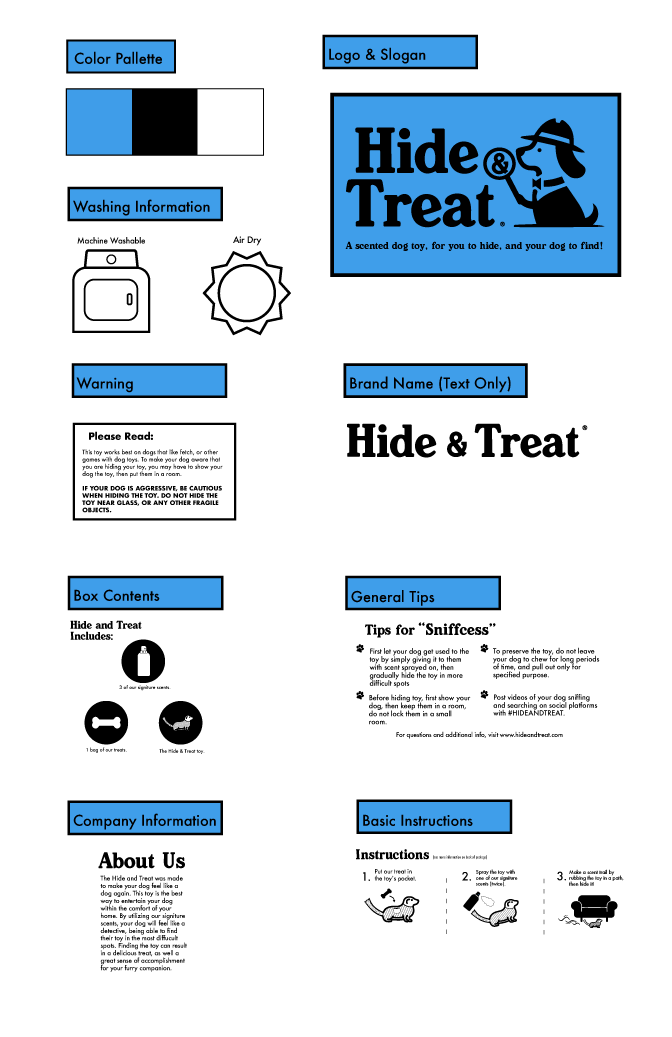 Color Pallette
Logo & Slogan
Hide &
Treat®
A scented dog toy, for you to hide, and your dog to find!
Washing Information
Machine Washable
Air Dry
Warning
Please Read:
This toy works best on dogs that like fetch, or other
games with dog toys. To make your dog aware that
you are hiding your toy, you may have to show your
dog the toy, then put them in a room.
IF YOUR DOG IS AGGRESSIVE, BE CAUTIOUS
WHEN HIDING THE TOY. DO NOT HIDE THE
TOY NEAR GLASS, OR ANY OTHER FRAGILE
OBJECTS.
Brand Name (Text Only)
Hide & Treat®
Box Contents
Hide and Treat
Includes:
3 of our signiture scents.
1 bag of our treats.
The Hide & Treat toy.
General Tips
Tips for “Sniffcess”
First let your dog get used to the
toy by simply giving it to them
with scent sprayed on, then
gradually hide the toy in more
difficult spots
To preserve the toy, do not leave
your dog to chew for long periods
of time, and pull out only for
specified purpose.
Before hiding toy, first show your
dog, then keep them in a room,
do not lock them in a small
room.
Post videos of your dog sniffing
and searching on social platforms
with #HIDEANDTREAT.
For questions and additional info, visit www.hideandtreat.com
Company Information
About Us
The Hide and Treat was made
to make your dog feel like a
dog again. This toy is the best
way to entertain your dog
within the comfort of your
home. By utilizing our signiture
scents, your dog will feel like a
detective, being able to find
their toy in the most diffucult
spots. Finding the toy can result
in a delicious treat, as well a
great sense of accomplishment
for your furry companion.
Basic Instructions
Instructions
1. Put our treat in
the toy's pocket.
2. Spray the toy with
one of our signiture
scents (twice).
3. Make a scent trail by
rubbing the toy in a path,
then hide it!